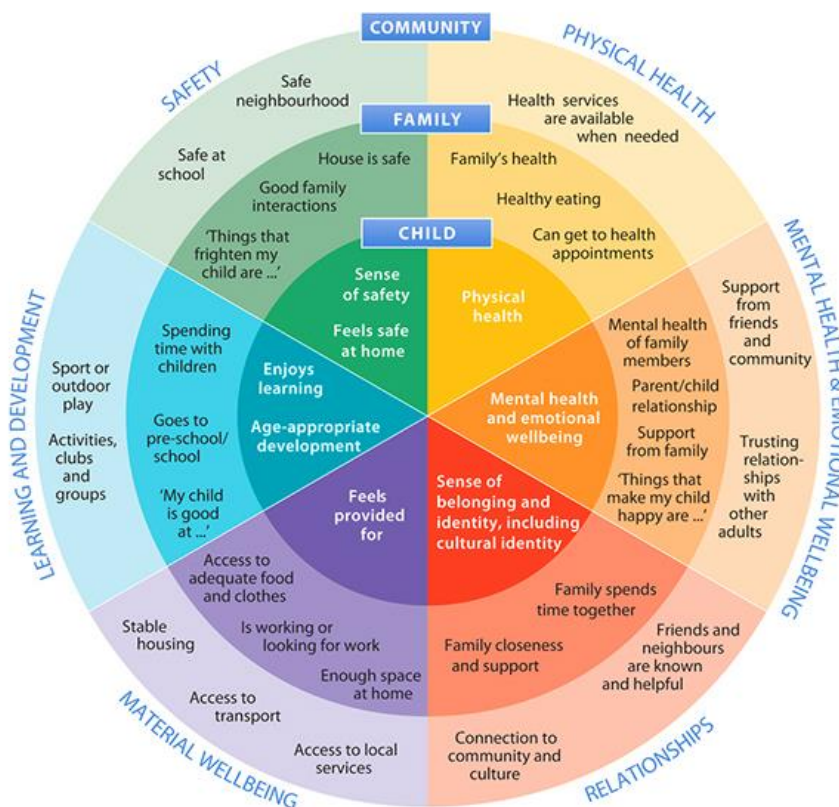 COMMUNITY
FAMILY
CHILD
SAFETY
Safe
neighbourhood
Safe at
school
House is safe
Good family
interactions
'Things that
frighten my
child are ...'
Sense
of safety
Feels safe
at home
PHYSICAL HEALTH
Health services
are available
when needed
Family's health
Healthy eating
Can get to health
appointments
Physical
health
MENTAL HEALTH & EMOTIONAL WELLBEING
Support
from
friends
and
community
Trusting
relation-
ships
with
other
adults
Mental health
of family
members
Parent/child
relationship
Support
from family
'Things that
make my child
happy are ...'
Mental health
and emotional
wellbeing
RELATIONSHIPS
Friends and
neighbours
are known
and helpful
Connection to
community and
culture
Family spends
time together
Family closeness
and support
Sense of
belonging and
identity, including
cultural identity
MATERIAL WELLBEING
Stable
housing
Access to
transport
Access to local
services
Access to
adequate food
and clothes
Is working or
looking for work
Enough space
at home
Feels
provided
for
LEARNING AND DEVELOPMENT
Sport or
outdoor
play
Activities,
clubs
and
groups
Spending
time with
children
Goes to
pre-school/
school
'My child
is good
at ...'
Enjoys
learning
Age-appropriate
development